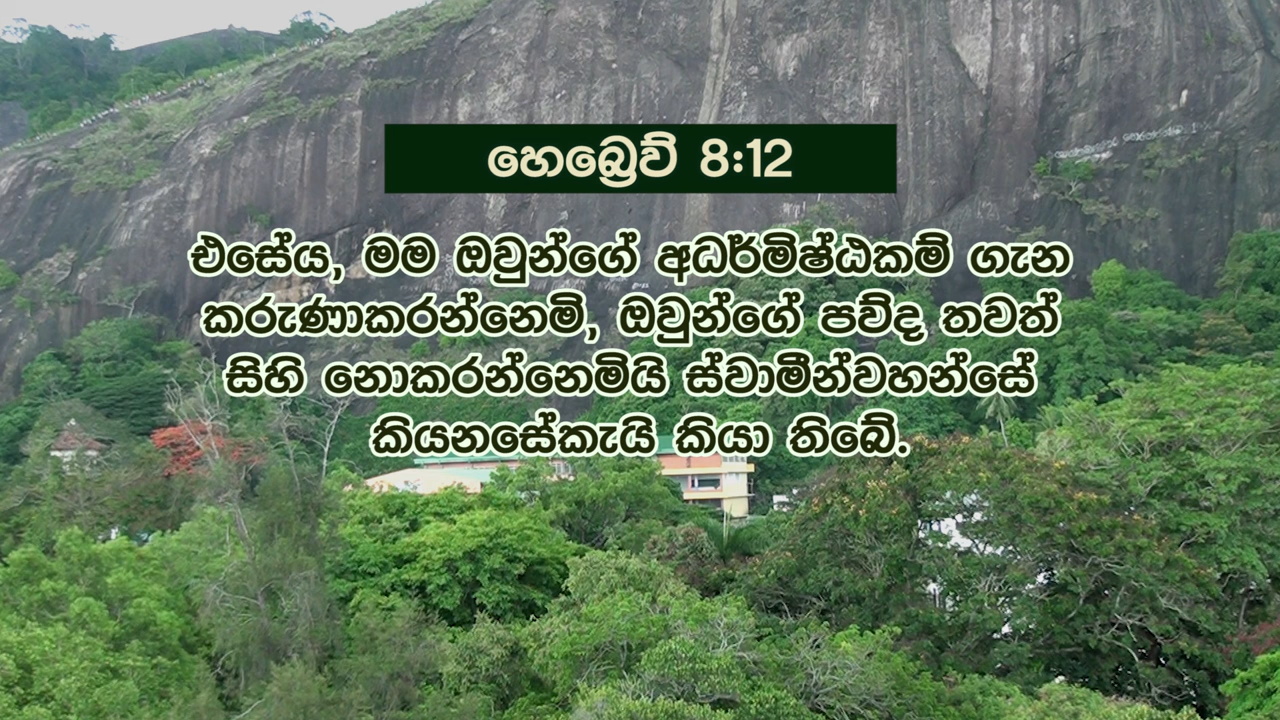 හෙබ්‍රෙව් 8:12
එසේය, මම ඔවුන්ගේ අධර්මිෂ්ඨකම් ගැන
කරුණාකරන්නෙමි, ඔවුන්ගේ පව්ද තවත්
සිහි නොකරන්නෙමියි ස්වාමීන්වහන්සේ
කියනසේකැයි කියා තිබේ.